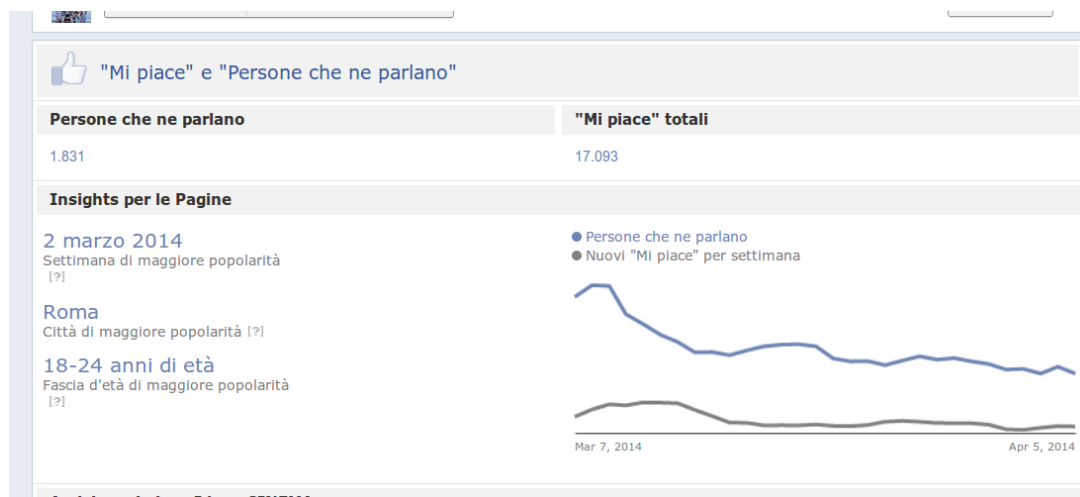 "Mi piace" e "Persone che ne parlano"
Persone che ne parlano
"Mi piace" totali
1.831
17.093
Insights per le Pagine
2 marzo 2014
Settimana di maggiore popolarità
[?]
Roma
Città di maggiore popolarità [?]
18-24 anni di età
Fascia d'età di maggiore popolarità
[?]
Persone che ne parlano
Nuovi "Mi piace" per settimana
Mar 7, 2014
Apr 5, 2014